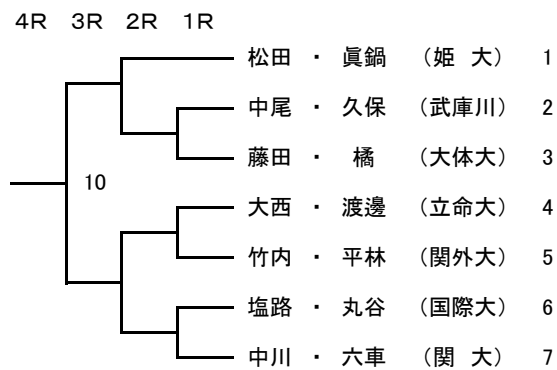 4R 3R 2R 1R
松田 ・ 眞鍋 (姫 大) 1
中尾 ・ 久保 (武庫川) 2
藤田 ・ 橘 (大体大) 3
10
大西 ・ 渡邊 (立命大) 4
竹内 ・ 平林 (関外大) 5
塩路 ・ 丸谷 (国際大) 6
中川 ・ 六車 (関 大) 7